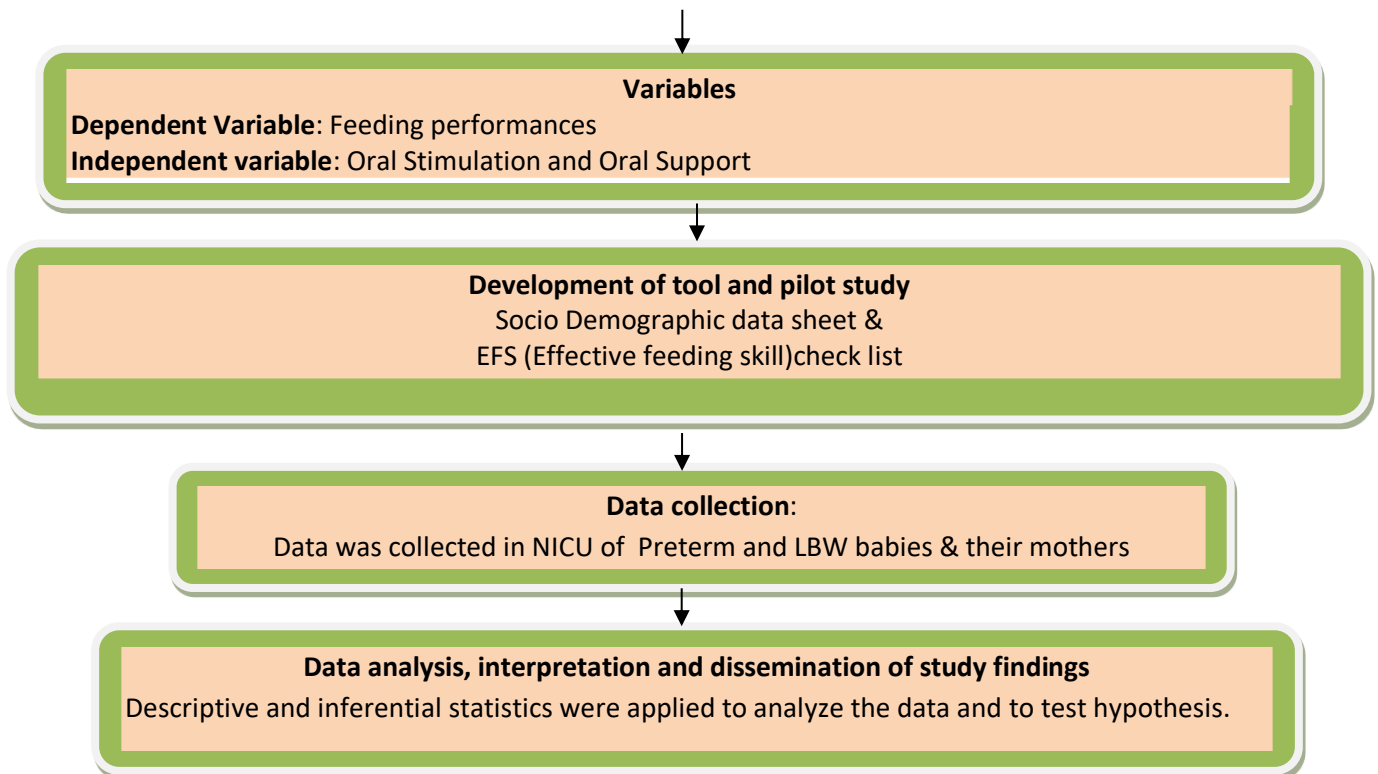 Variables
Dependent Variable: Feeding performances
Independent variable: Oral Stimulation and Oral Support
Development of tool and pilot study
Socio Demographic data sheet &
EFS (Effective feeding skill)check list
Data collection:
Data was collected in NICU of Preterm and LBW babies & their mothers
Data analysis, interpretation and dissemination of study findings
Descriptive and inferential statistics were applied to analyze the data and to test hypothesis.